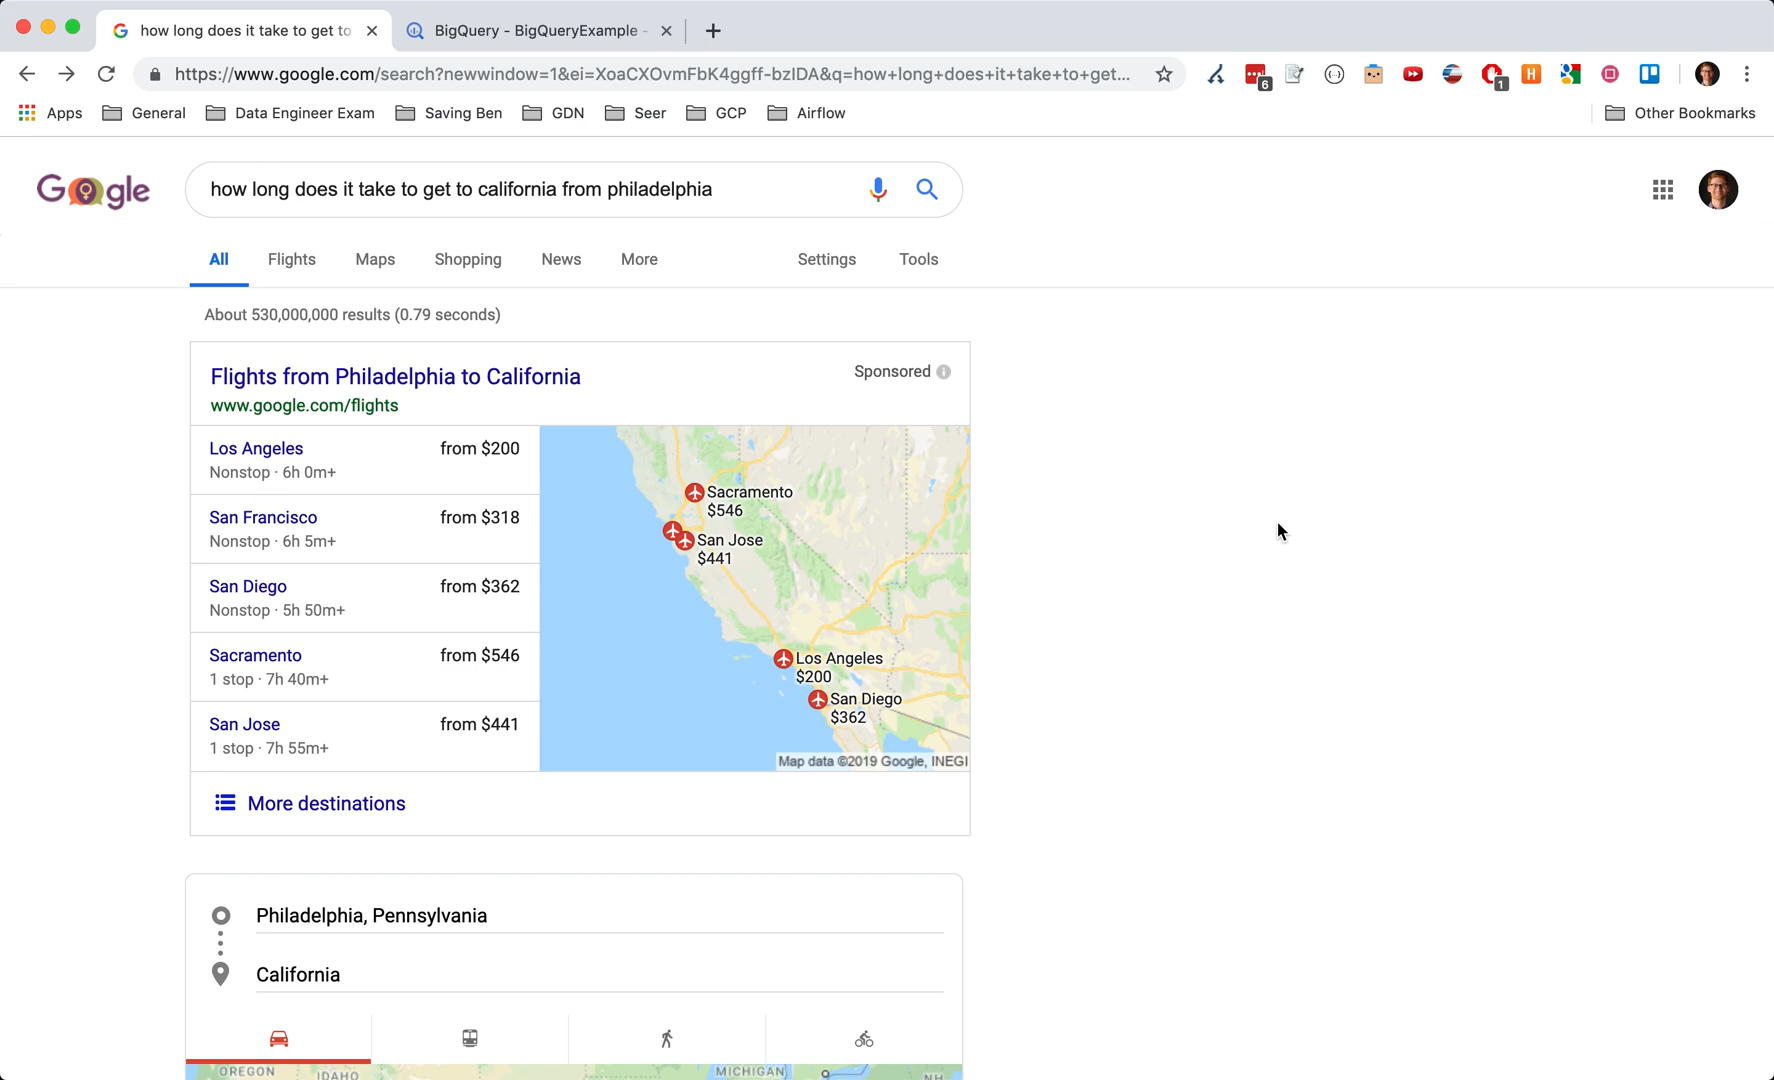 how long does it take to get to
BigQuery - BigQueryExample -
https://www.google.com/search?newwindow=1&ei=XoaCXOvmFbK4ggff-bzIDA&q=how+long+does+it+take+to+get...
6
1
H
Apps
General
Data Engineer Exam
Saving Ben
GDN
Seer
GCP
Airflow
Other Bookmarks
Google
how long does it take to get to california from philadelphia
All
Flights
Maps
Shopping
News
More
Settings
Tools
About 530,000,000 results (0.79 seconds)
Flights from Philadelphia to California
Sponsored
www.google.com/flights
Los Angeles
from $200
Nonstop · 6h 0m+
San Francisco
from $318
Nonstop · 6h 5m+
San Diego
from $362
Nonstop · 5h 50m+
Sacramento
from $546
1 stop · 7h 40m+
San Jose
from $441
1 stop · 7h 55m+
Sacramento
$546
San Jose
$441
Los Angeles
$200
San Diego
$362
Map data ©2019 Google, INEGI
More destinations
Philadelphia, Pennsylvania
California
OREGON
IDAHO
MICHIGAN
NH